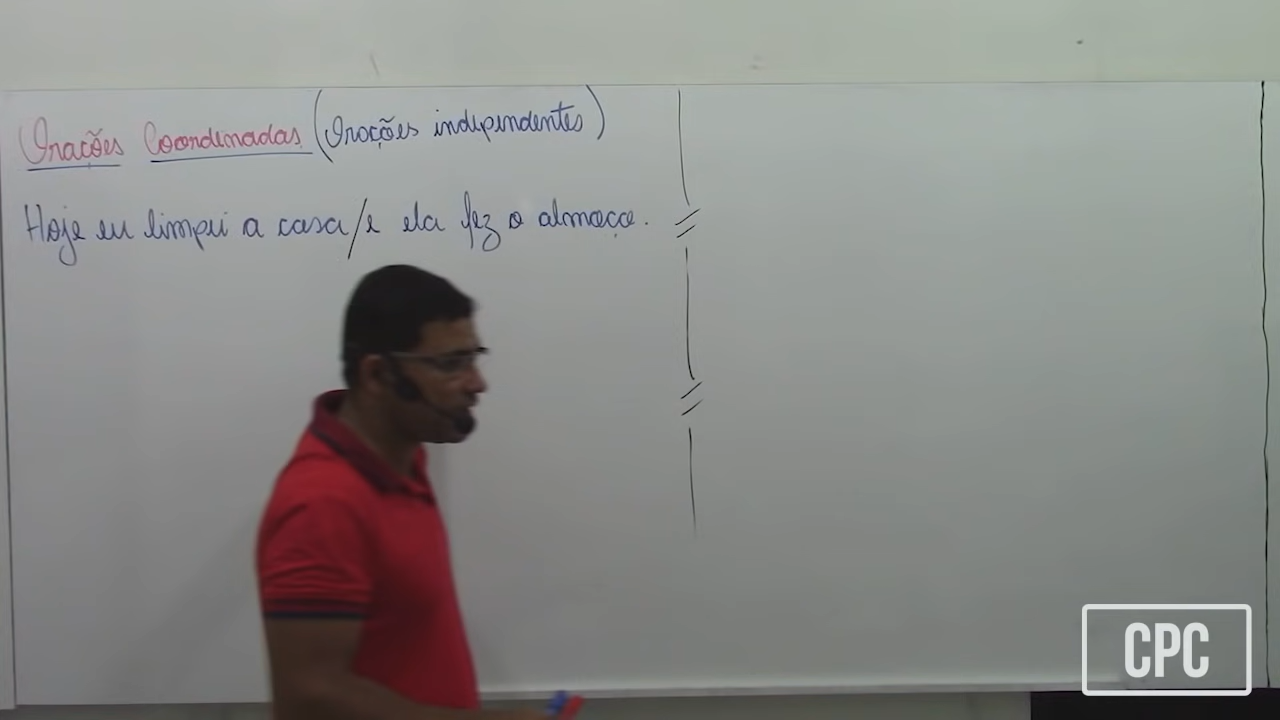 Orações Coordenadas (Orações independentes)
Hoje eu limpei a casa/e ela fez o almoço.
CPC